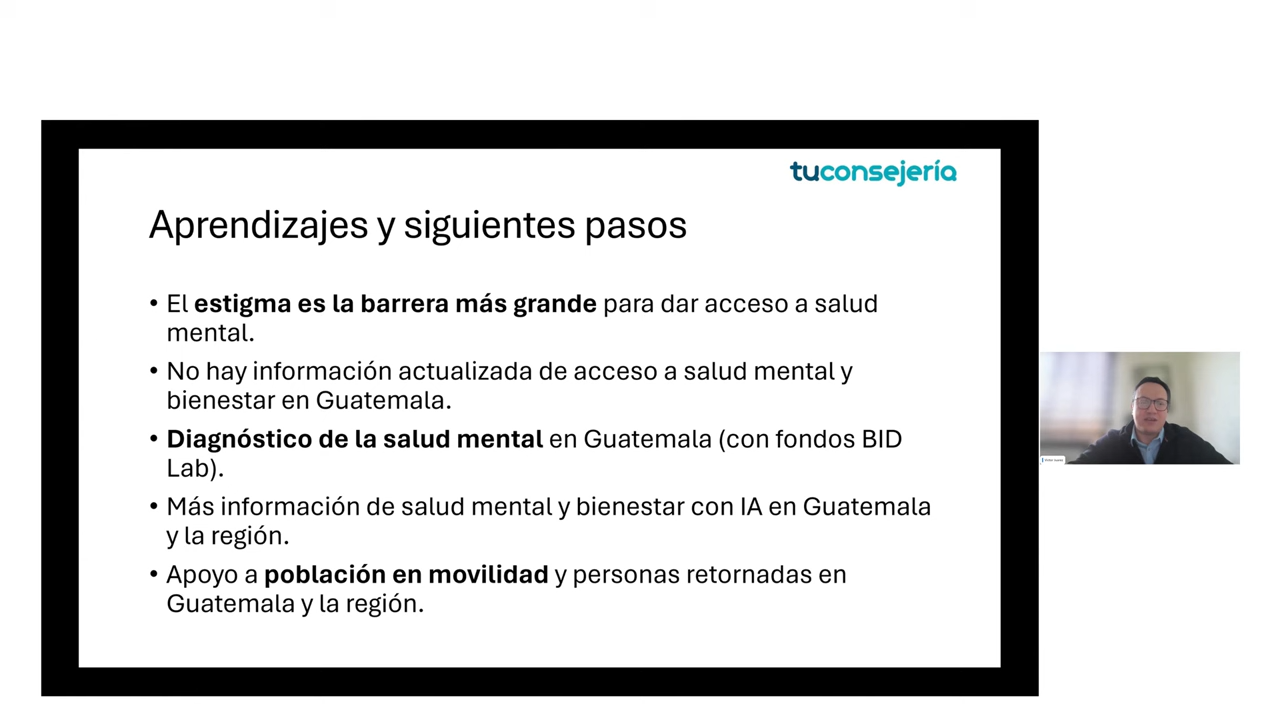 tuconsejería
Aprendizajes y siguientes pasos
• El estigma es la barrera más grande para dar acceso a salud
mental.
• No hay información actualizada de acceso a salud mental y
bienestar en Guatemala.
• Diagnóstico de la salud mental en Guatemala (con fondos BID
Lab).
• Más información de salud mental y bienestar con IA en Guatemala
y la región.
• Apoyo a población en movilidad y personas retornadas en
Guatemala y la región.